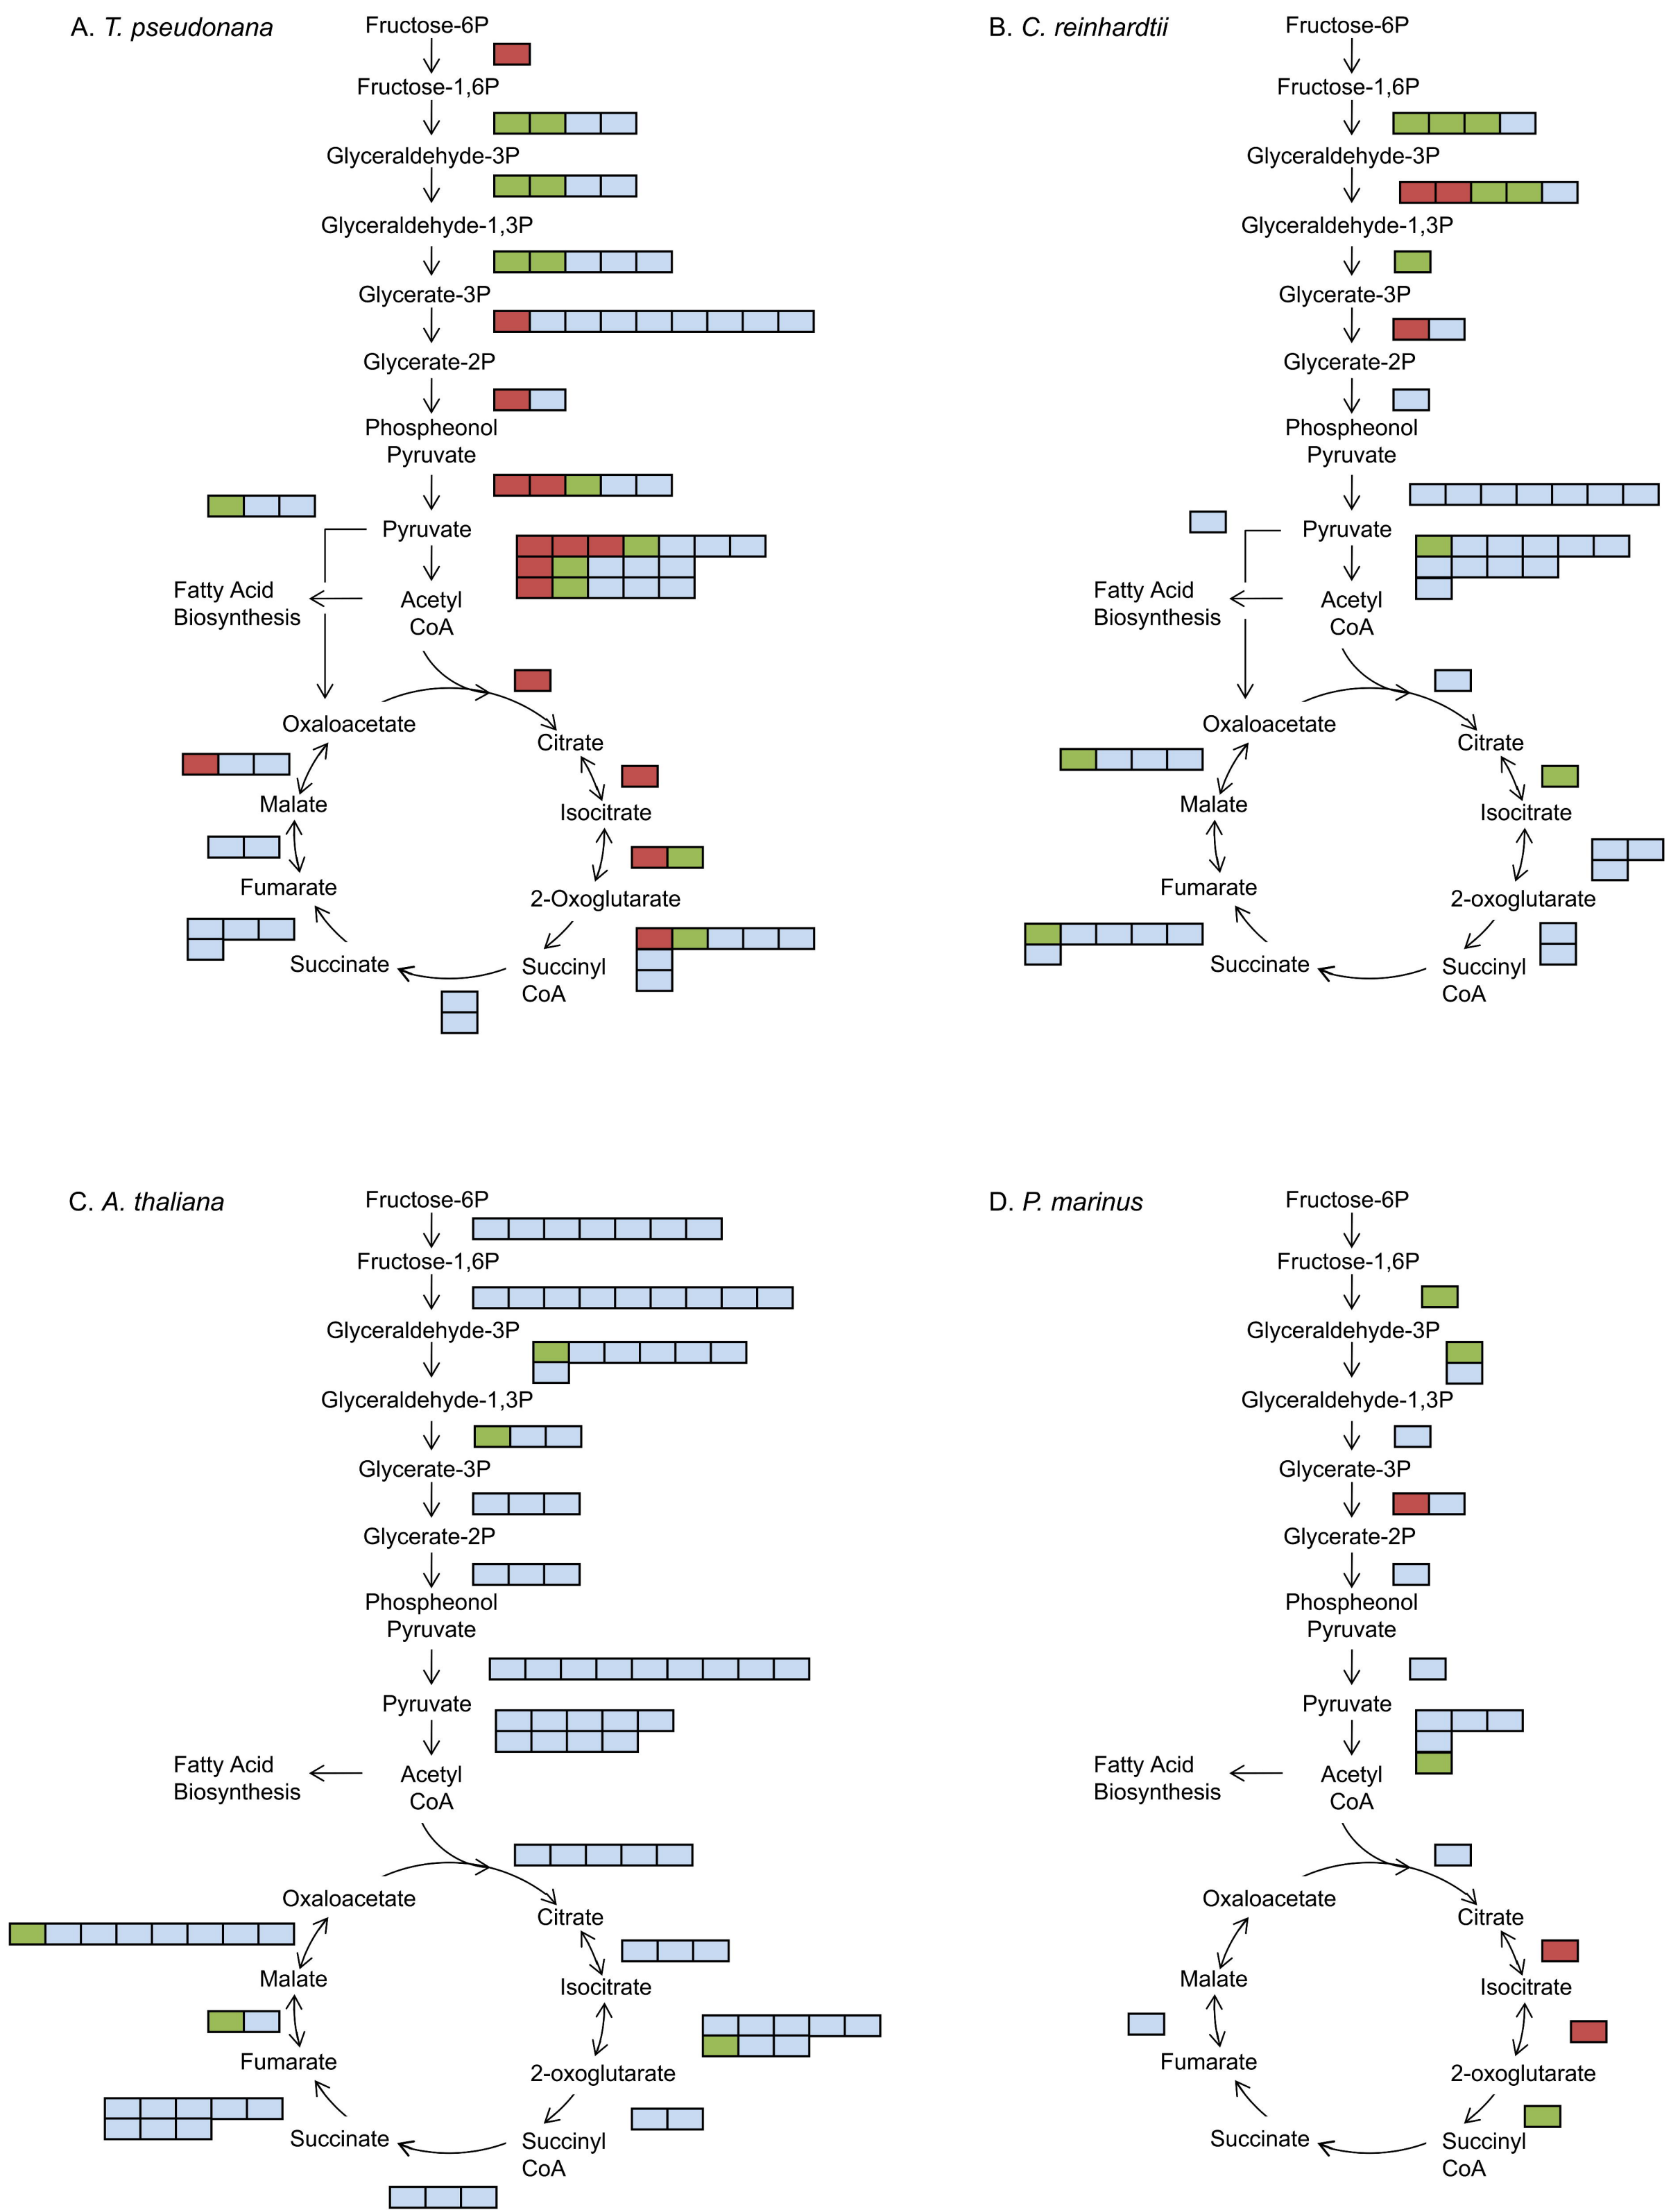 A. T. pseudonana
Fructose-6P
Fructose-1,6P
Glyceraldehyde-3P
Glyceraldehyde-1,3P
Glycerate-3P
Glycerate-2P
Phospheonol
Pyruvate
Pyruvate
Fatty Acid
Biosynthesis
Acetyl
CoA
Oxaloacetate
Citrate
Malate
Isocitrate
Fumarate
2-Oxoglutarate
Succinate
Succinyl
CoA
B. C. reinhardtii
Fructose-6P
Fructose-1,6P
Glyceraldehyde-3P
Glyceraldehyde-1,3P
Glycerate-3P
Glycerate-2P
Phospheonol
Pyruvate
Pyruvate
Fatty Acid
Biosynthesis
Acetyl
CoA
Oxaloacetate
Citrate
Malate
Isocitrate
Fumarate
2-oxoglutarate
Succinate
Succinyl
CoA
C. A. thaliana
Fructose-6P
Fructose-1,6P
Glyceraldehyde-3P
Glyceraldehyde-1,3P
Glycerate-3P
Glycerate-2P
Phospheonol
Pyruvate
Pyruvate
Fatty Acid
Biosynthesis
Acetyl
CoA
Oxaloacetate
Citrate
Malate
Isocitrate
Fumarate
2-oxoglutarate
Succinate
Succinyl
CoA
D. P. marinus
Fructose-6P
Fructose-1,6P
Glyceraldehyde-3P
Glyceraldehyde-1,3P
Glycerate-3P
Glycerate-2P
Phospheonol
Pyruvate
Pyruvate
Fatty Acid
Biosynthesis
Acetyl
CoA
Oxaloacetate
Citrate
Malate
Isocitrate
Fumarate
2-oxoglutarate
Succinate
Succinyl
CoA